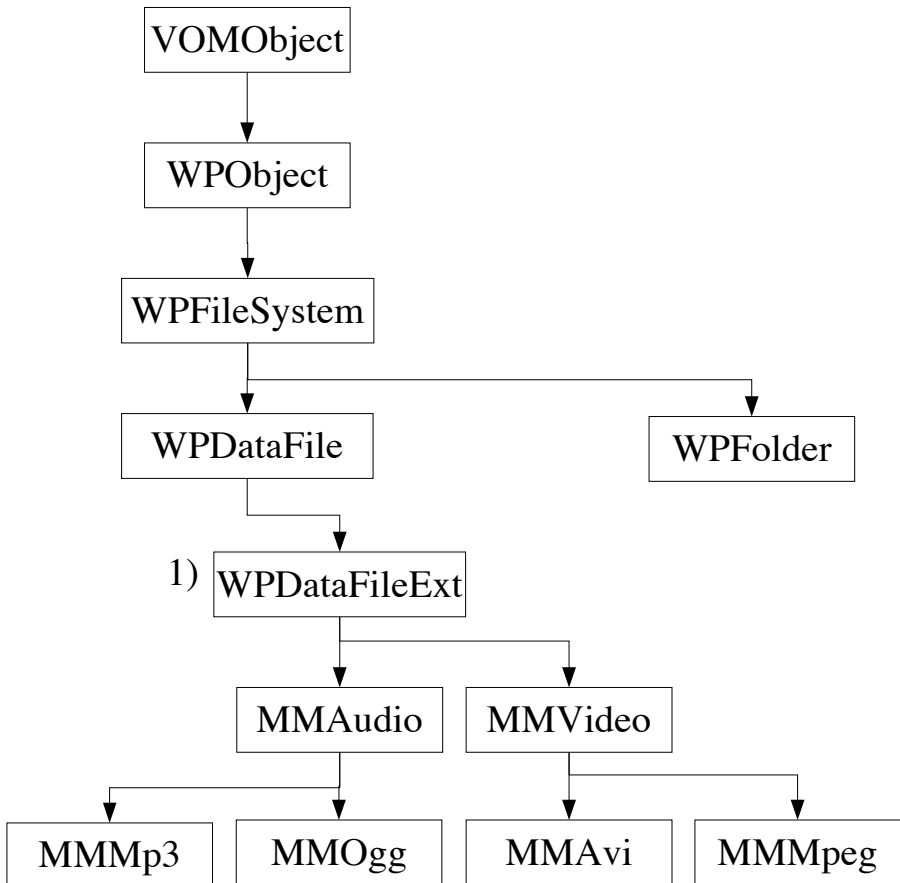 VOMObject
WPObject
WPFileSystem
WPDataFile
WPFolder
1)
WPDataFileExt
MMAudio
MMVideo
MMMp3
MMOgg
MMAvi
MMMpeg